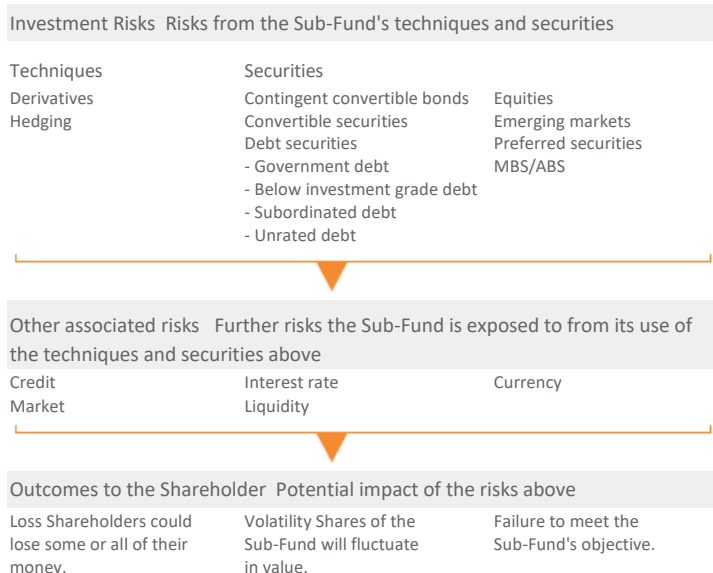 Investment Risks Risks from the Sub-Fund's techniques and securities
Techniques
Derivatives
Hedging
Securities
Contingent convertible bonds
Convertible securities
Debt securities
- Government debt
- Below investment grade debt
- Subordinated debt
- Unrated debt
Equities
Emerging markets
Preferred securities
MBS/ABS
Other associated risks Further risks the Sub-Fund is exposed to from its use of
the techniques and securities above
Credit
Market
Interest rate
Liquidity
Currency
Outcomes to the Shareholder Potential impact of the risks above
Loss Shareholders could
lose some or all of their
money.
Volatility Shares of the
Sub-Fund will fluctuate
in value.
Failure to meet the
Sub-Fund's objective.